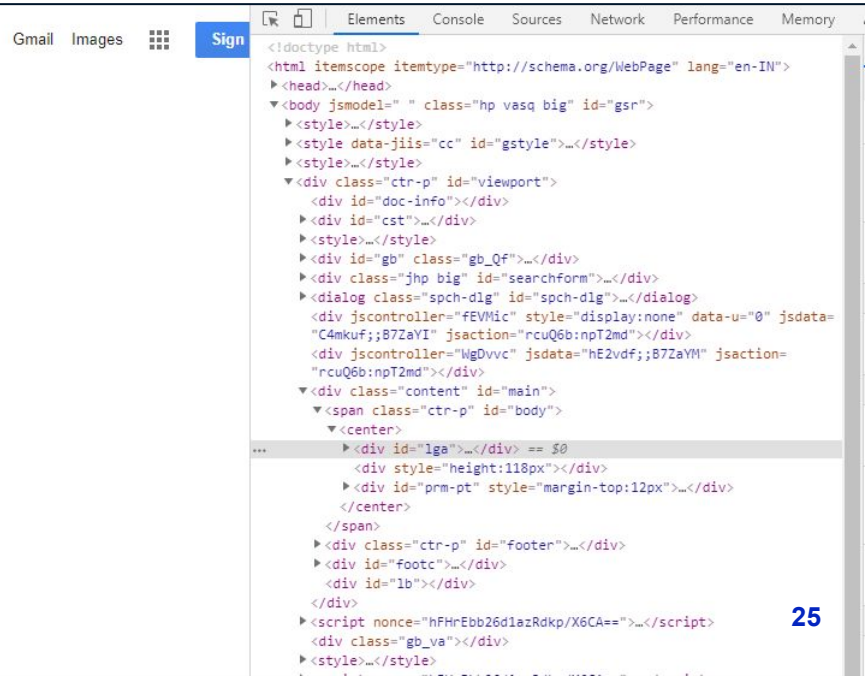 Gmail Images Sign
Elements Console Sources Network Performance Memory
<!doctype html>
<html itemscope itemtype="http://schema.org/WebPage" lang="en-IN">
<head>…</head>
<body jsmodel=" " class="hp vasq big" id="gsr">
<style>…</style>
<style data-jiis="cc" id="gstyle">…</style>
<style>…</style>
<div class="ctr-p" id="viewport">
<div id="doc-info"></div>
<div id="cst">…</div>
<style>…</style>
<div id="gb" class="gb_Qf">…</div>
<div class="jhp big" id="searchform">…</div>
<dialog class="spch-dlg" id="spch-dlg">…</dialog>
<div jscontroller="fEVMic" style="display:none" data-u="0" jsdata=
"C4mkuf;;B7ZaYI" jsaction="rcuQ6b:npT2md"></div>
<div jscontroller="WgDvvc" jsdata="hE2vdf;;B7ZaYM" jsaction=
"rcuQ6b:npT2md"></div>
<div class="content" id="main">
<span class="ctr-p" id="body">
<center>
... <div id="lga">…</div> == $0
<div style="height:118px"></div>
<div id="prm-pt" style="margin-top:12px">…</div>
</center>
</span>
<div class="ctr-p" id="footer">…</div>
<div id="footc">…</div>
<div id="lb"></div>
</div>
<script nonce="hFHrEbb26d1azRdkp/X6CA==">…</script>
25
<div class="gb_va"></div>
<style>…</style>